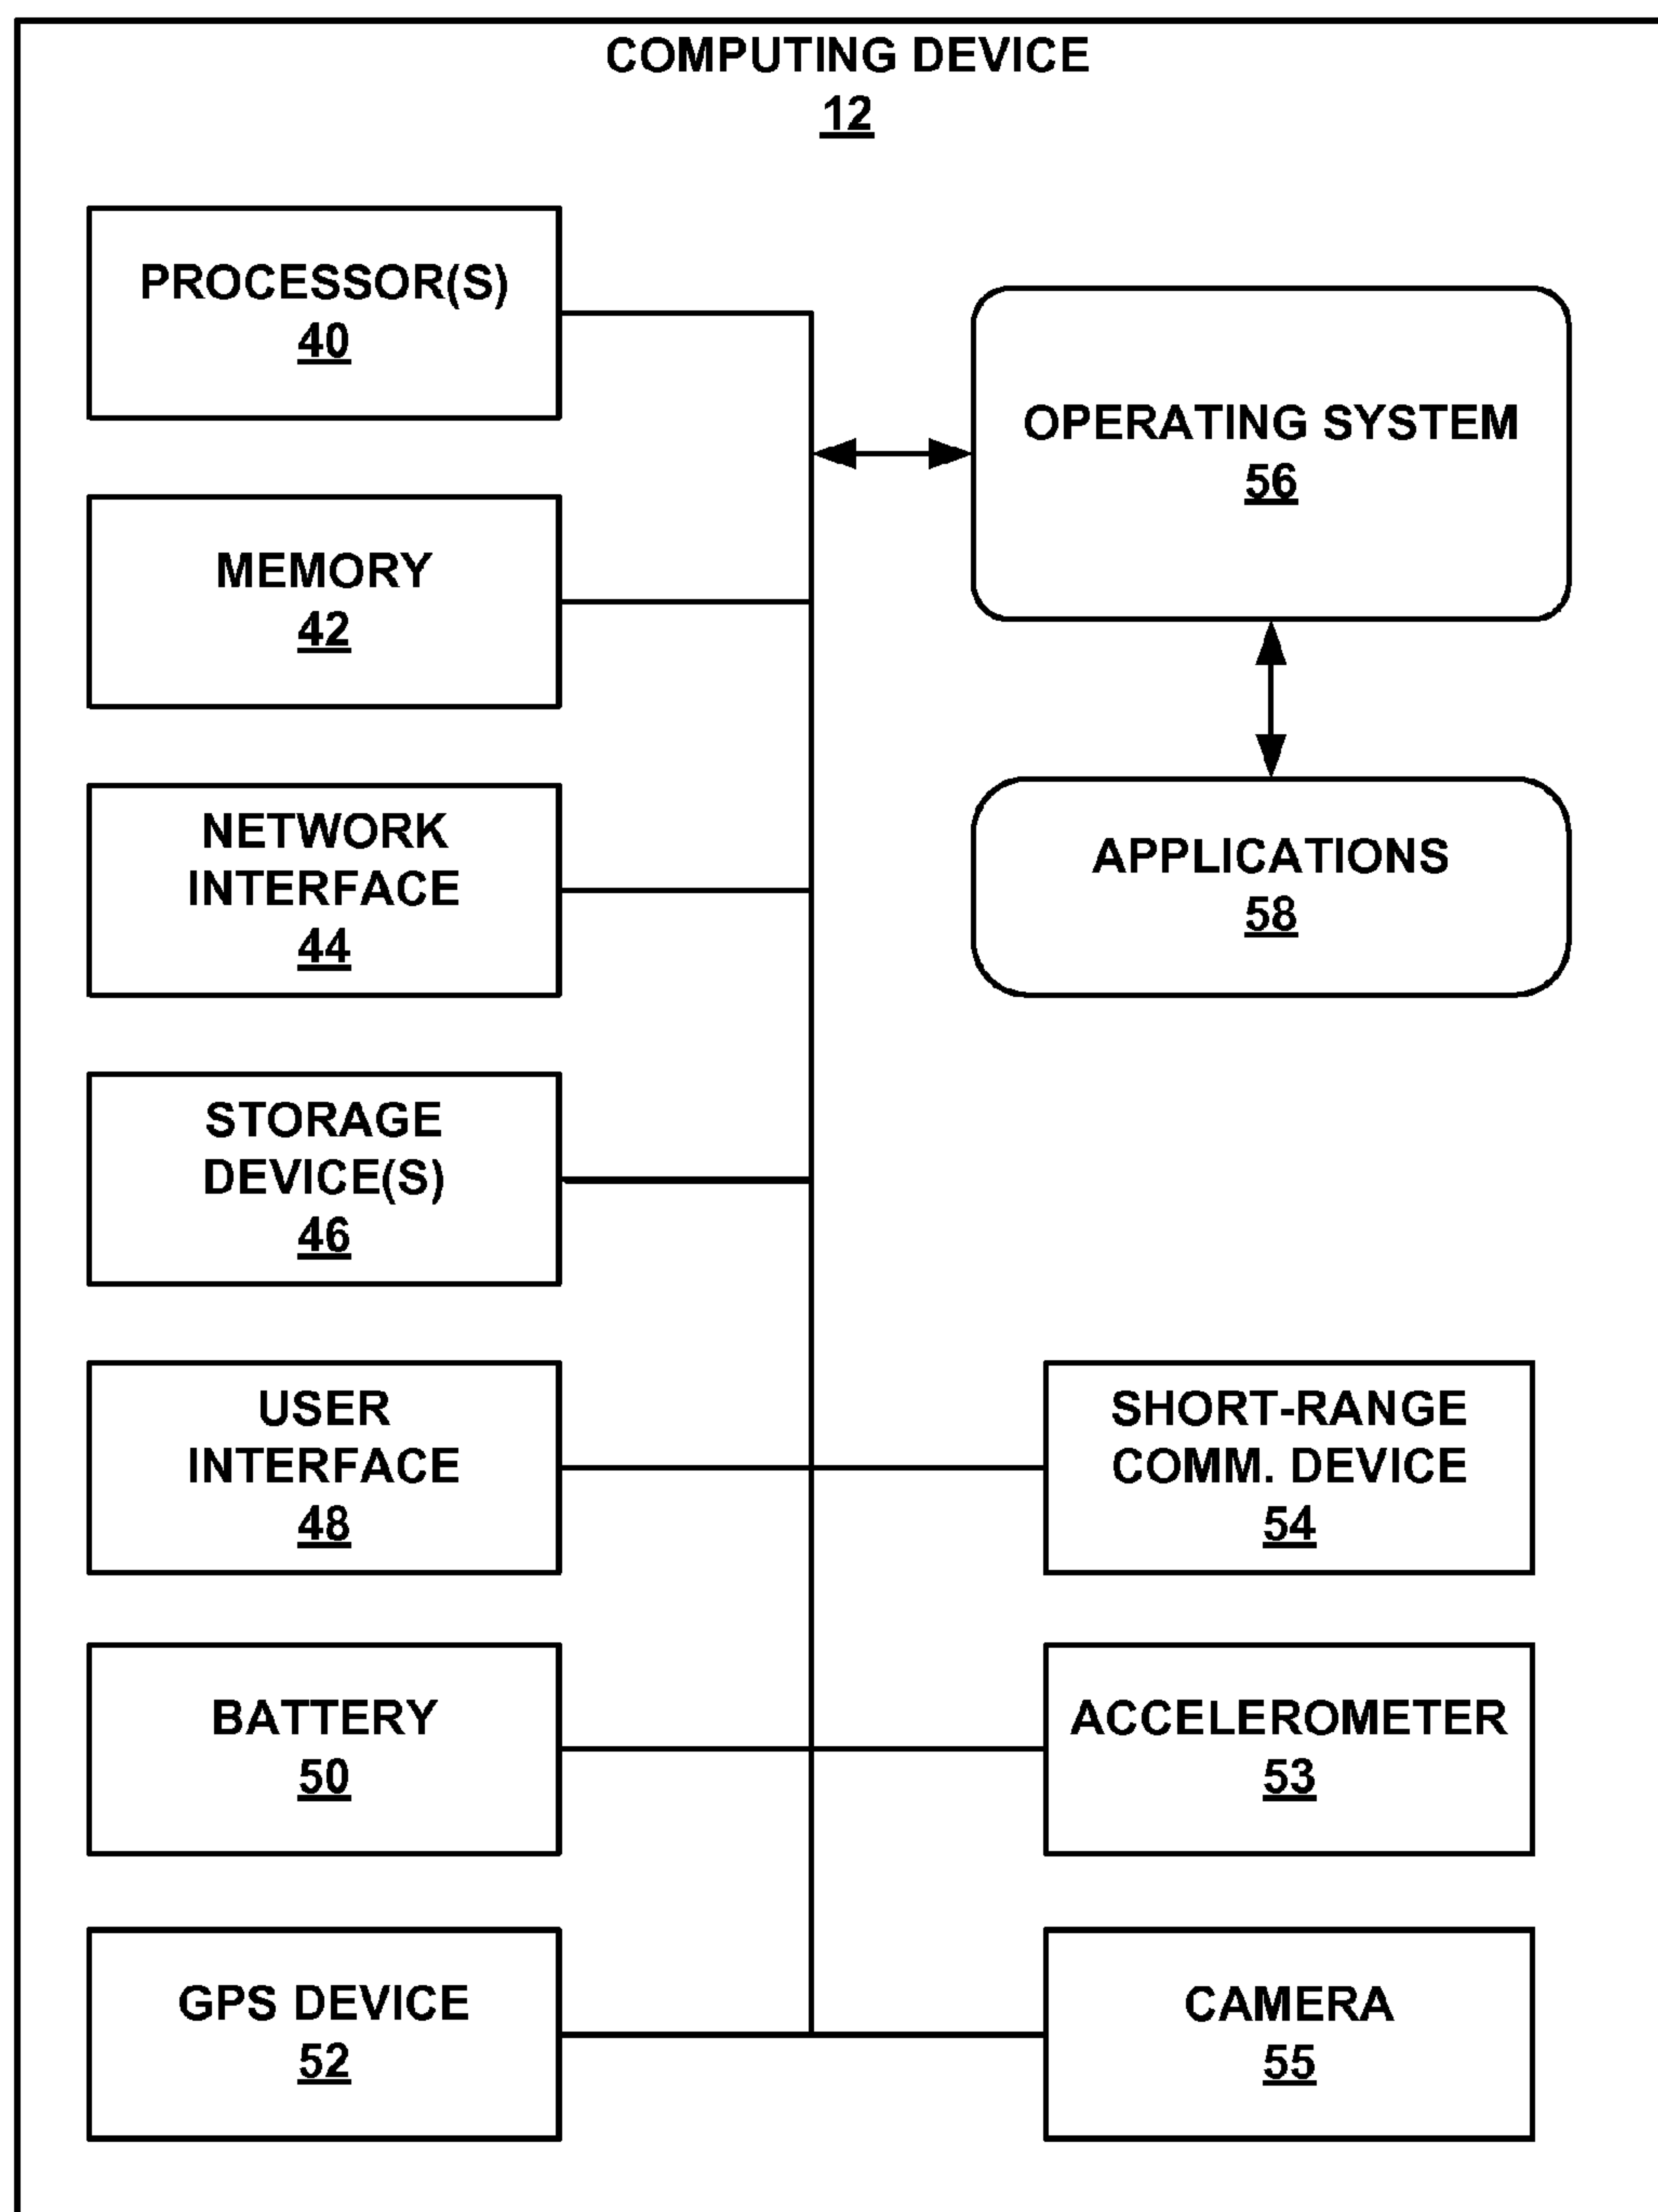 COMPUTING DEVICE
12
PROCESSOR(S)
40
OPERATING SYSTEM
56
MEMORY
42
NETWORK
INTERFACE
44
APPLICATIONS
58
STORAGE
DEVICE(S)
46
USER
INTERFACE
48
SHORT-RANGE
COMM. DEVICE
54
BATTERY
50
ACCELEROMETER
53
GPS DEVICE
52
CAMERA
55